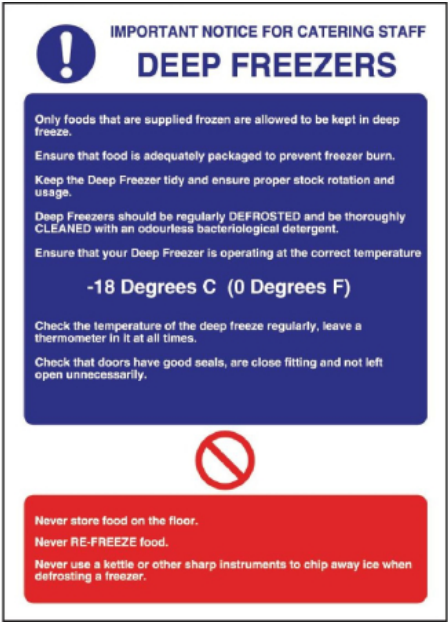 IMPORTANT NOTICE FOR CATERING STAFF
DEEP FREEZERS
Only foods that are supplied frozen are allowed to be kept in deep
freeze.
Ensure that food is adequately packaged to prevent freezer burn.
Keep the Deep Freezer tidy and ensure proper stock rotation and
usage.
Deep Freezers should be regularly DEFROSTED and be thoroughly
CLEANED with an odourless bacteriological detergent.
Ensure that your Deep Freezer is operating at the correct temperature
-18 Degrees C (0 Degrees F)
Check the temperature of the deep freeze regularly, leave a
thermometer in it at all times.
Check that doors have good seals, are close fitting and not left
open unnecessarily.
Never store food on the floor.
Never RE-FREEZE food.
Never use a kettle or other sharp instruments to chip away ice when
defrosting a freezer.